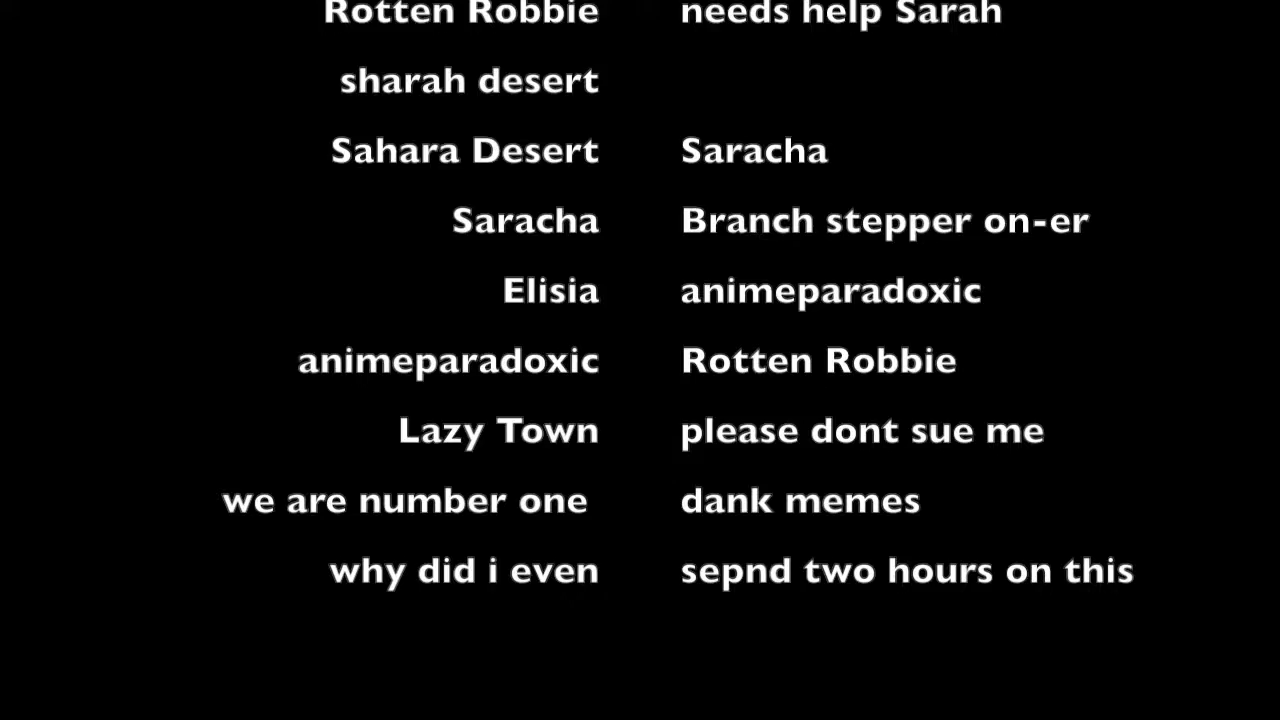 Rotten Robbie needs help Sarah
sharah desert
Sahara Desert Saracha
Saracha Branch stepper on-er
Elisia animeparadoxic
animeparadoxic Rotten Robbie
Lazy Town please dont sue me
we are number one dank memes
why did i even sepnd two hours on this